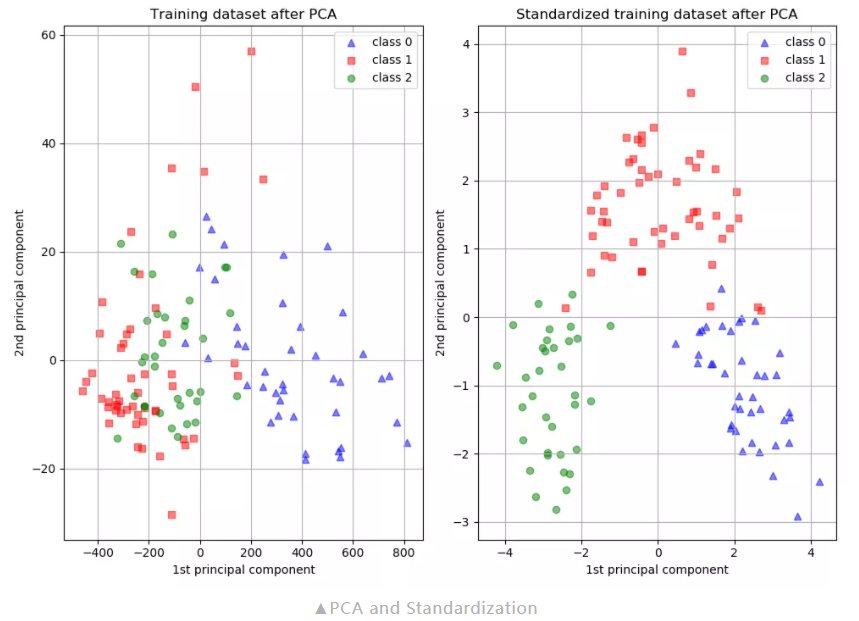 Training dataset after PCA
class 0
class 1
class 2
60
40
20
0
−20
2nd principal component
−400 −200 0 200 400 600 800
1st principal component
Standardized training dataset after PCA
class 0
class 1
class 2
4
3
2
1
0
−1
−2
−3
2nd principal component
−4 −2 0 2 4
1st principal component
▲PCA and Standardization